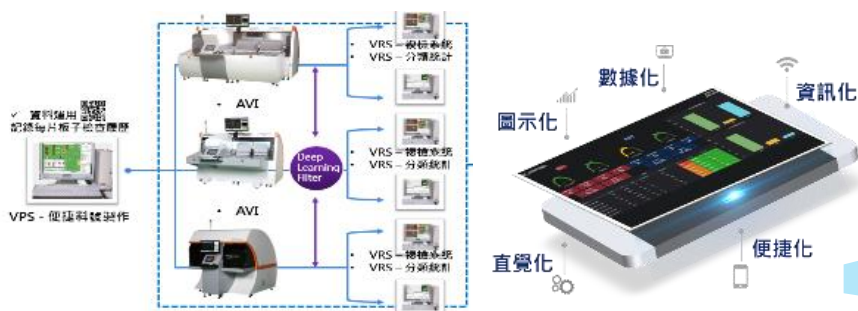 ✓ 資料運用
記錄每片板子檢查履歷
VPS - 便捷料號製作
• AVI
• AVI
Deep
Learning
Filter
• VRS - 複檢系統
• VRS - 分類統計
• VRS - 複檢系統
• VRS - 分類統計
• VRS - 複檢系統
• VRS - 分類統計
圖示化
數據化
資訊化
直覺化
便捷化